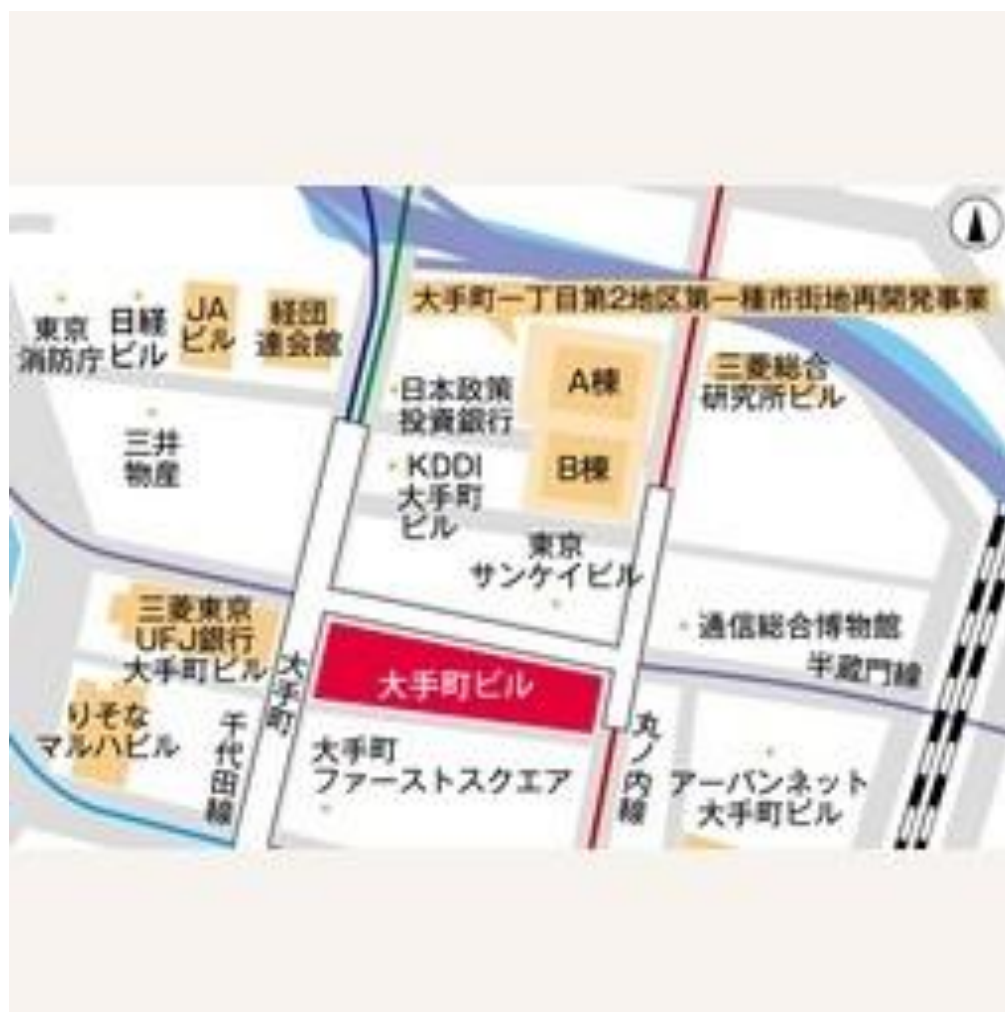 大手町一丁目第2地区第一種市街地再開発事業
東京
消防庁
日経
ビル
JA
ビル
経団
連会館
日本政策
投資銀行
A棟
三菱総合
研究所ビル
三井
物産
KDDI
大手町
ビル
B棟
東京
サンケイビル
三菱東京
UFJ銀行
大手町ビル
大手町
大手町ビル
通信総合博物館
半蔵門線
りそな
マルハビル
千代田線
大手町
ファーストスクエア
丸ノ内線
アーバンネット
大手町ビル